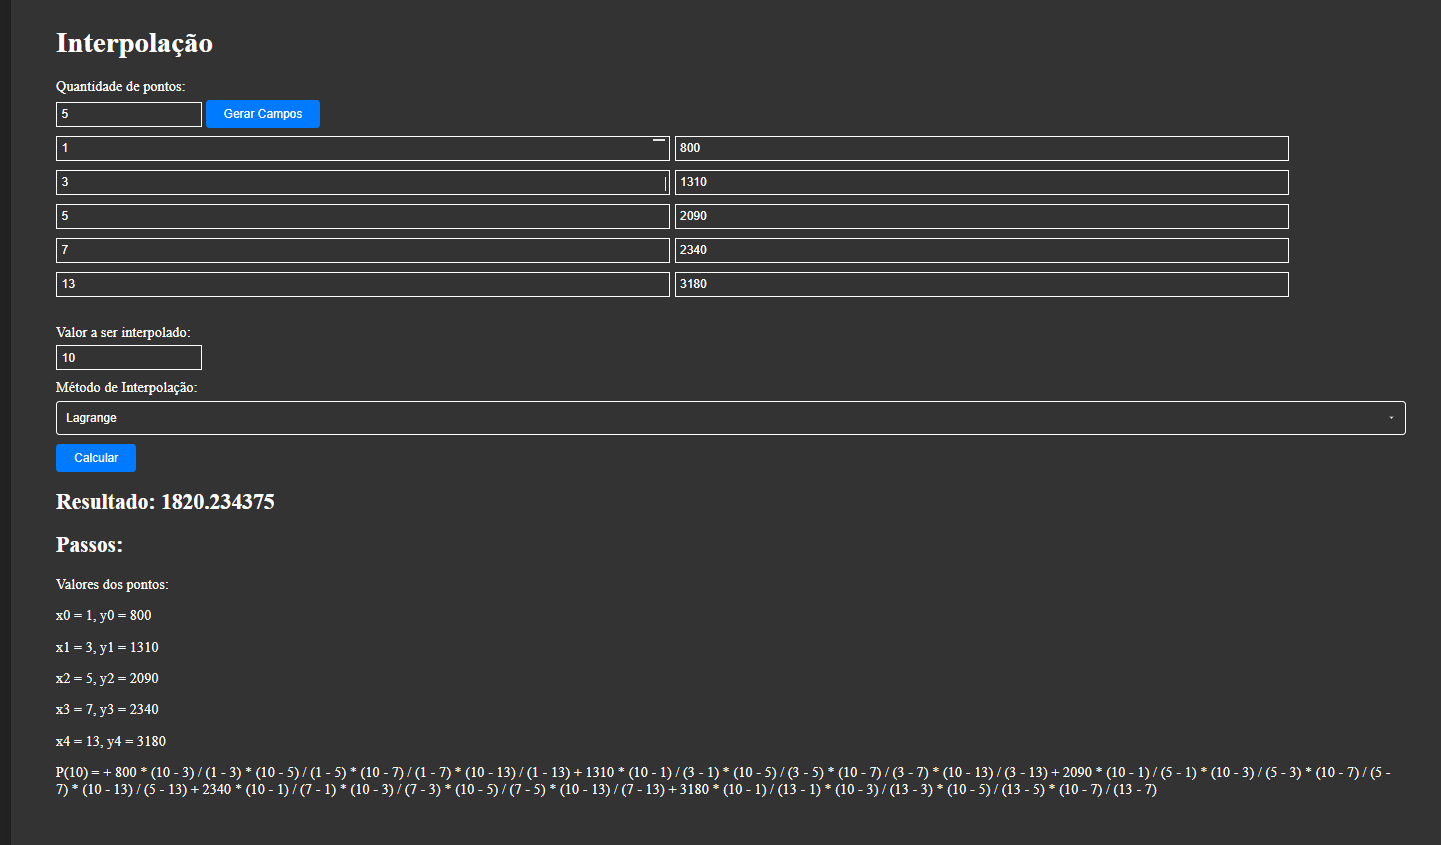 Interpolação
Quantidade de pontos:
5 Gerar Campos
1 800
3 1310
5 2090
7 2340
13 3180
Valor a ser interpolado:
10
Método de Interpolação:
Lagrange
Calcular
Resultado: 1820.234375
Passos:
Valores dos pontos:
x0 = 1, y0 = 800
x1 = 3, y1 = 1310
x2 = 5, y2 = 2090
x3 = 7, y3 = 2340
x4 = 13, y4 = 3180
P(10) = + 800 * (10 - 3) / (1 - 3) * (10 - 5) / (1 - 5) * (10 - 7) / (1 - 7) * (10 - 13) / (1 - 13) + 1310 * (10 - 1) / (3 - 1) * (10 - 5) / (3 - 5) * (10 - 7) / (3 - 7) * (10 - 13) / (3 - 13) + 2090 * (10 - 1) / (5 - 1) * (10 - 3) / (5 - 3) * (10 - 7) / (5 -
7) * (10 - 13) / (5 - 13) + 2340 * (10 - 1) / (7 - 1) * (10 - 3) / (7 - 3) * (10 - 5) / (7 - 5) * (10 - 13) / (7 - 13) + 3180 * (10 - 1) / (13 - 1) * (10 - 3) / (13 - 3) * (10 - 5) / (13 - 5) * (10 - 7) / (13 - 7)